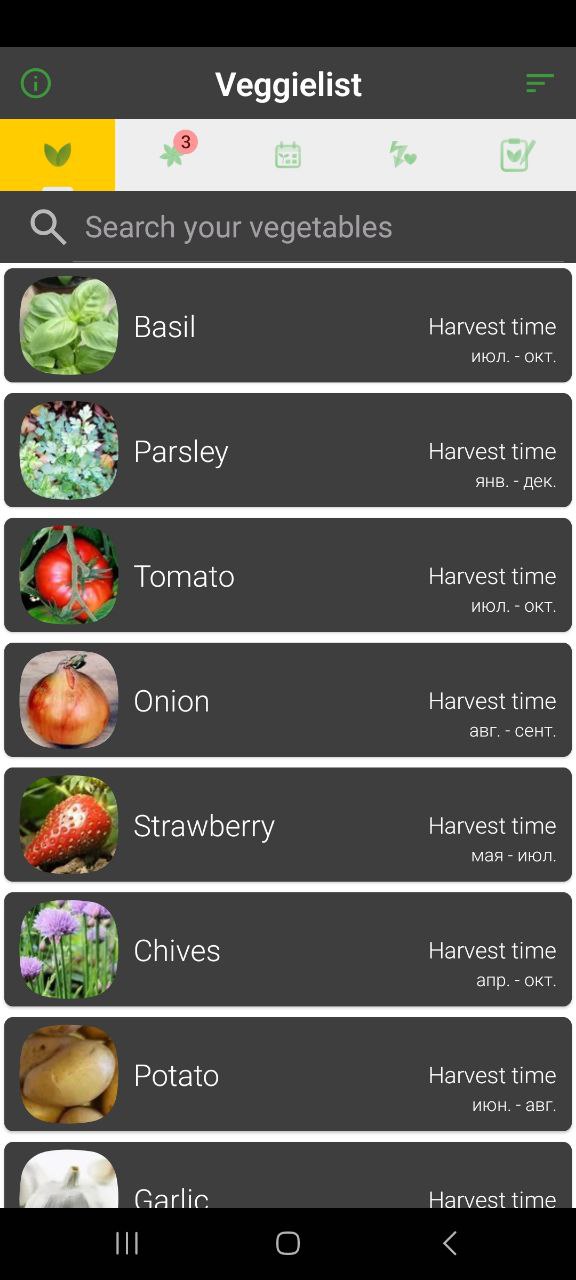 Veggielist
3
Search your vegetables
Basil
Harvest time
июл. - окт.
Parsley
Harvest time
янв. - дек.
Tomato
Harvest time
июл. - окт.
Onion
Harvest time
авг. - сент.
Strawberry
Harvest time
мая - июл.
Chives
Harvest time
апр. - окт.
Potato
Harvest time
июн. - авг.
Garlic
Harvest time